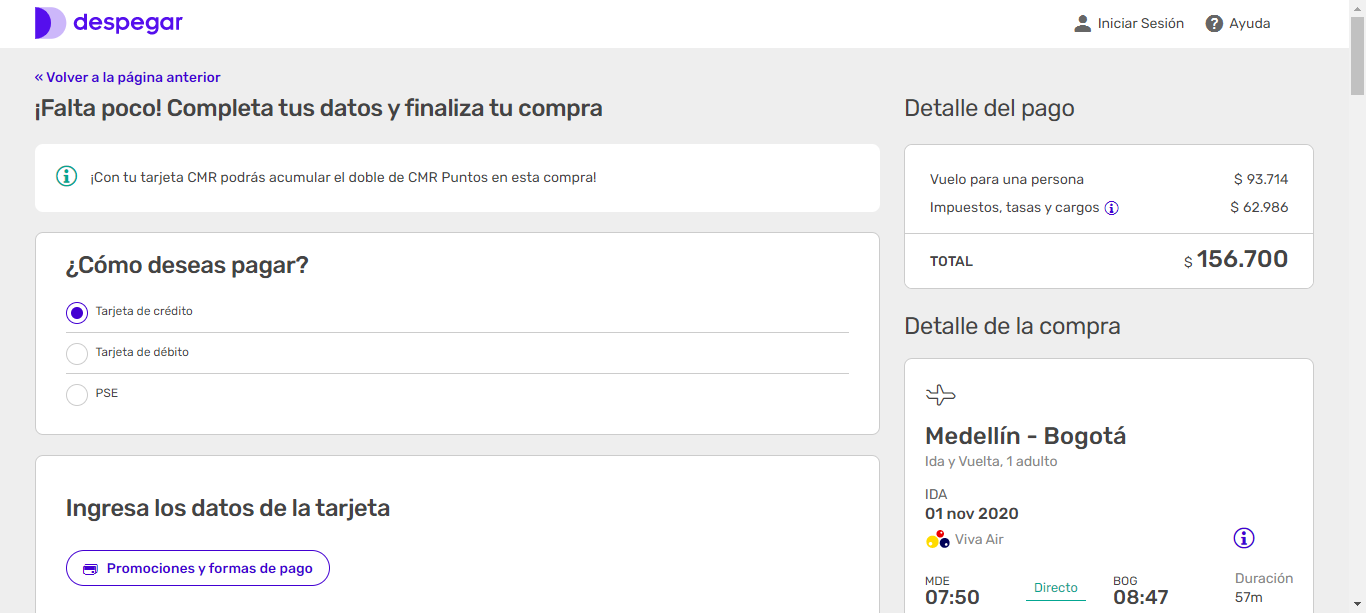 despegar
Iniciar Sesión
Ayuda
« Volver a la página anterior
¡Falta poco! Completa tus datos y finaliza tu compra
¡Con tu tarjeta CMR podrás acumular el doble de CMR Puntos en esta compra!
¿Cómo deseas pagar?
Tarjeta de crédito
Tarjeta de débito
PSE
Ingresa los datos de la tarjeta
Promociones y formas de pago
Detalle del pago
Vuelo para una persona $ 93.714
Impuestos, tasas y cargos $ 62.986
TOTAL $ 156.700
Detalle de la compra
Medellín - Bogotá
Ida y Vuelta, 1 adulto
IDA
01 nov 2020
Viva Air
MDE Directo BOG Duración
07:50 08:47 57m